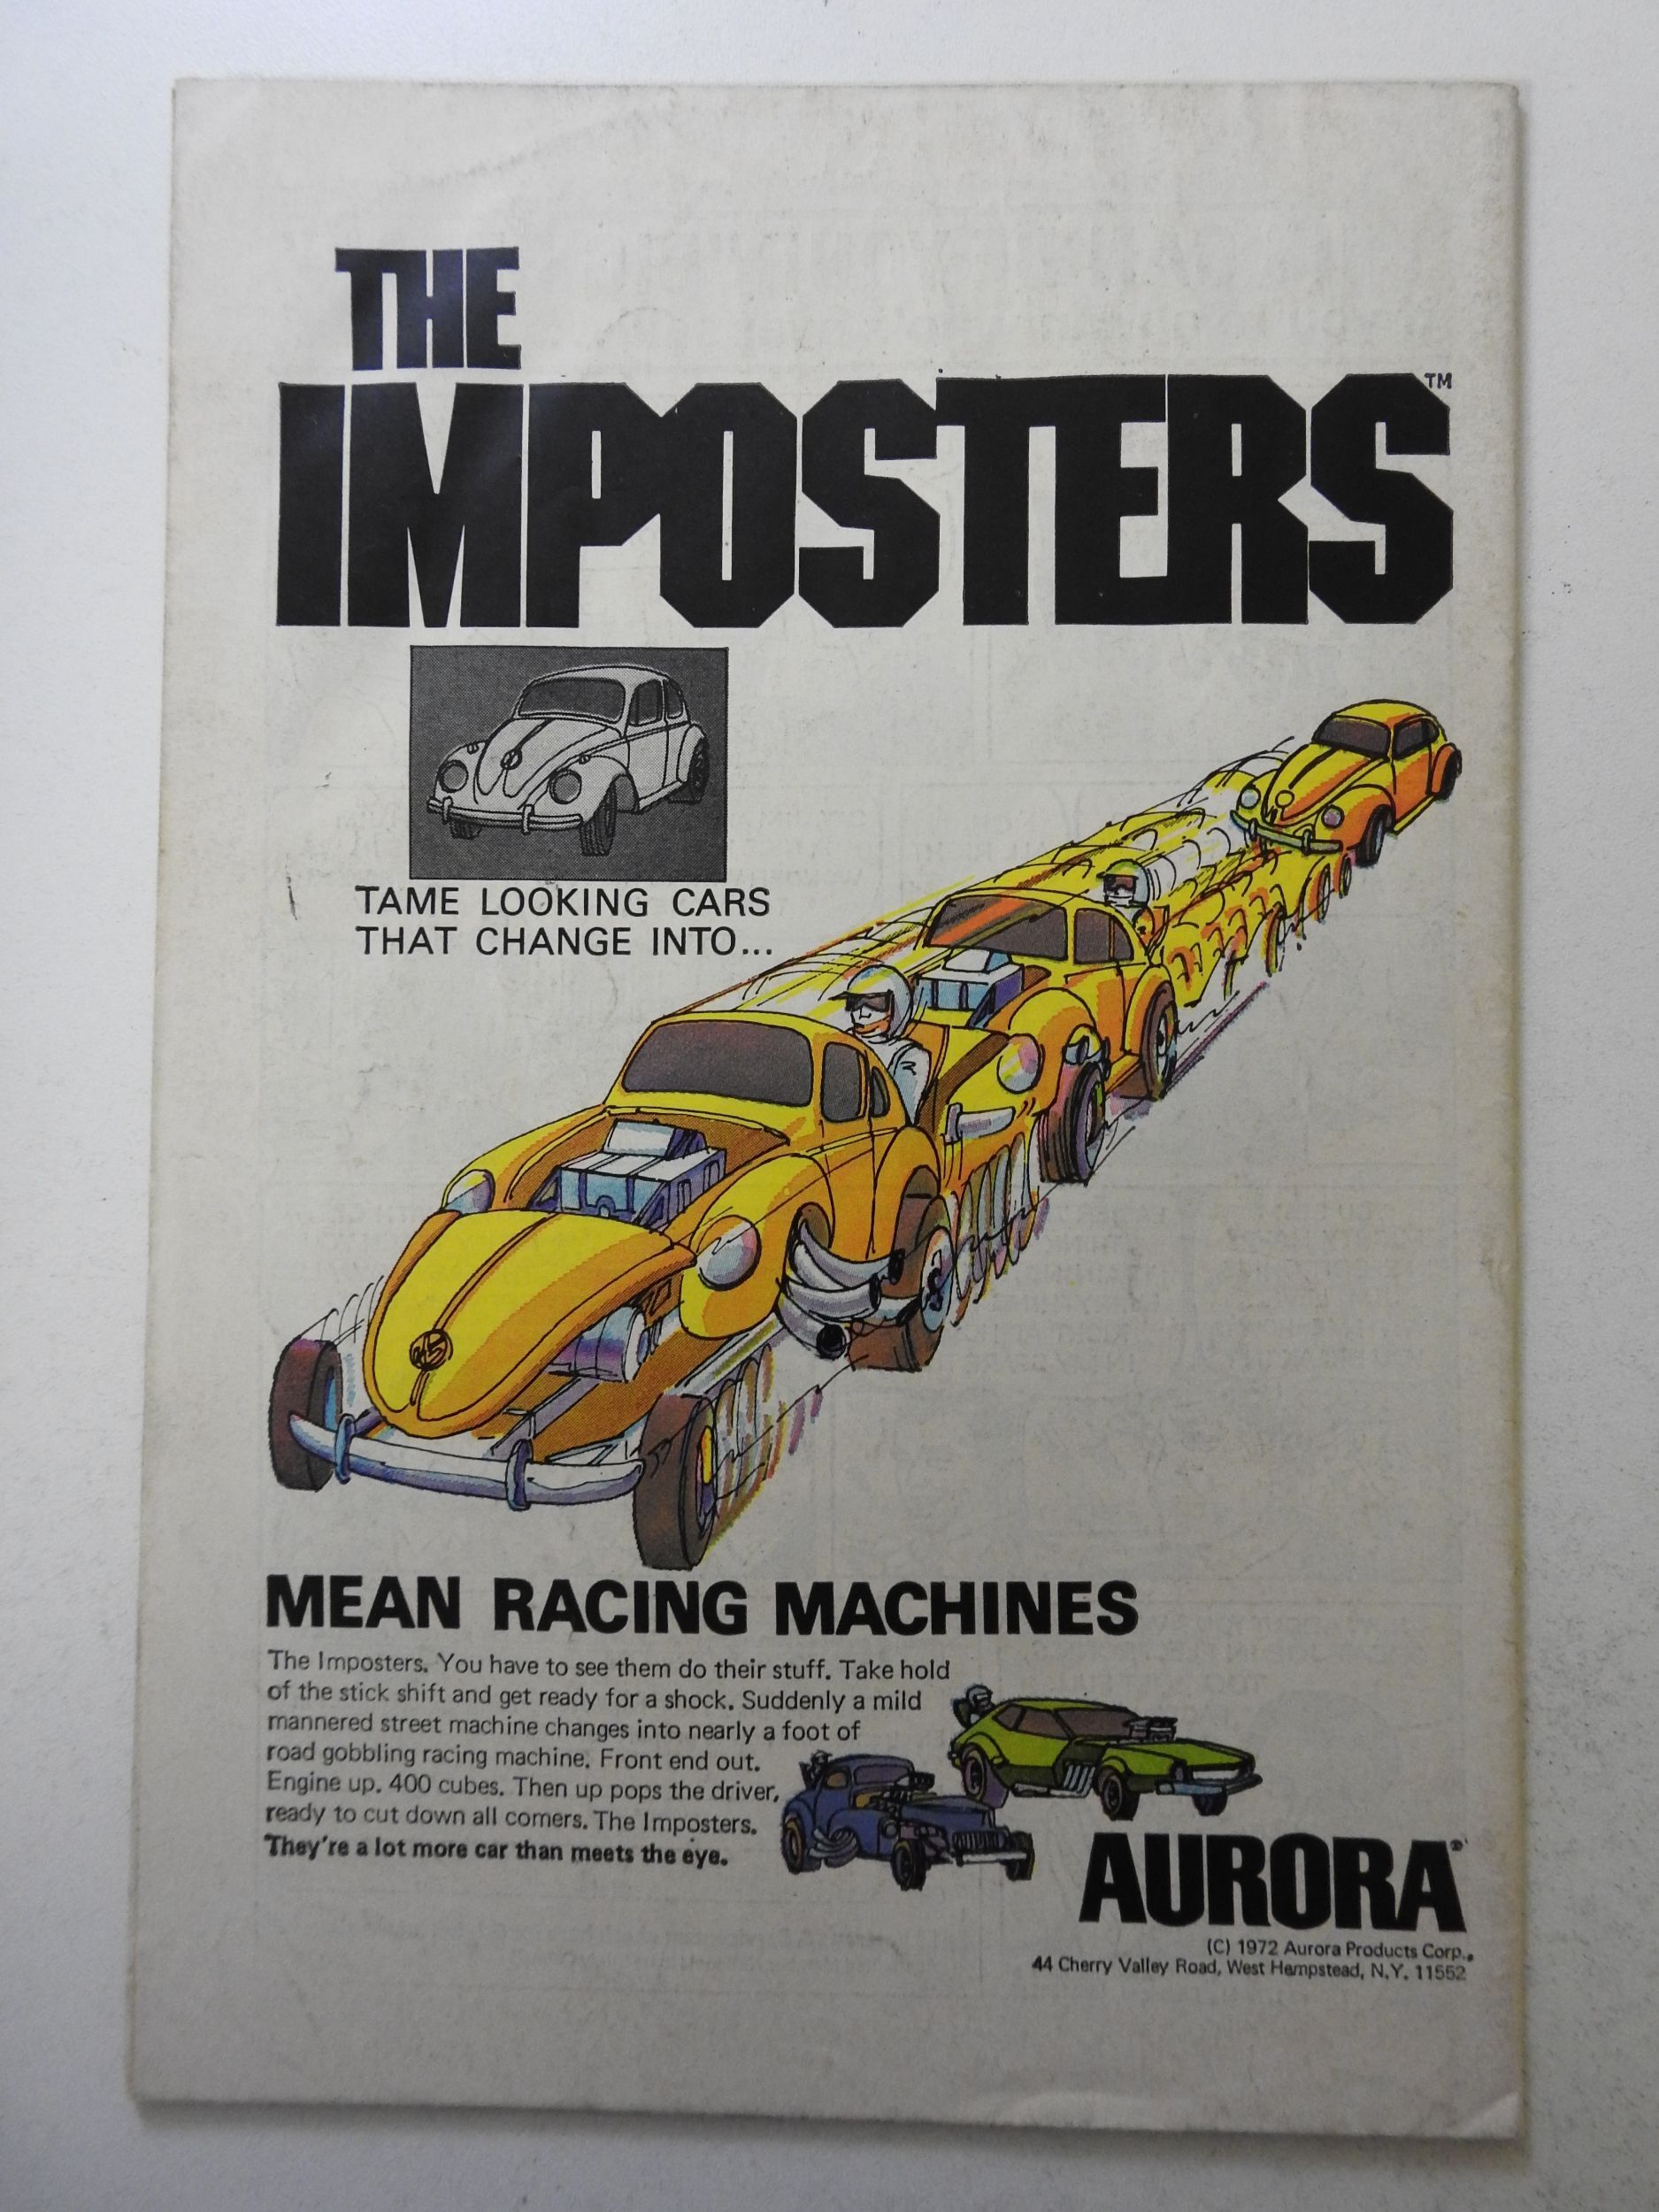 THE
IMPOSTERS™
TAME LOOKING CARS
THAT CHANGE INTO...
MEAN RACING MACHINES
The Imposters. You have to see them do their stuff. Take hold
of the stick shift and get ready for a shock. Suddenly a mild
mannered street machine changes into nearly a foot of
road gobbling racing machine. Front end out.
Engine up. 400 cubes. Then up pops the driver,
ready to cut down all comers. The Imposters.
They're a lot more car than meets the eye.
AURORA®
(C) 1972 Aurora Products Corp.,
44 Cherry Valley Road, West Hempstead, N.Y. 11552